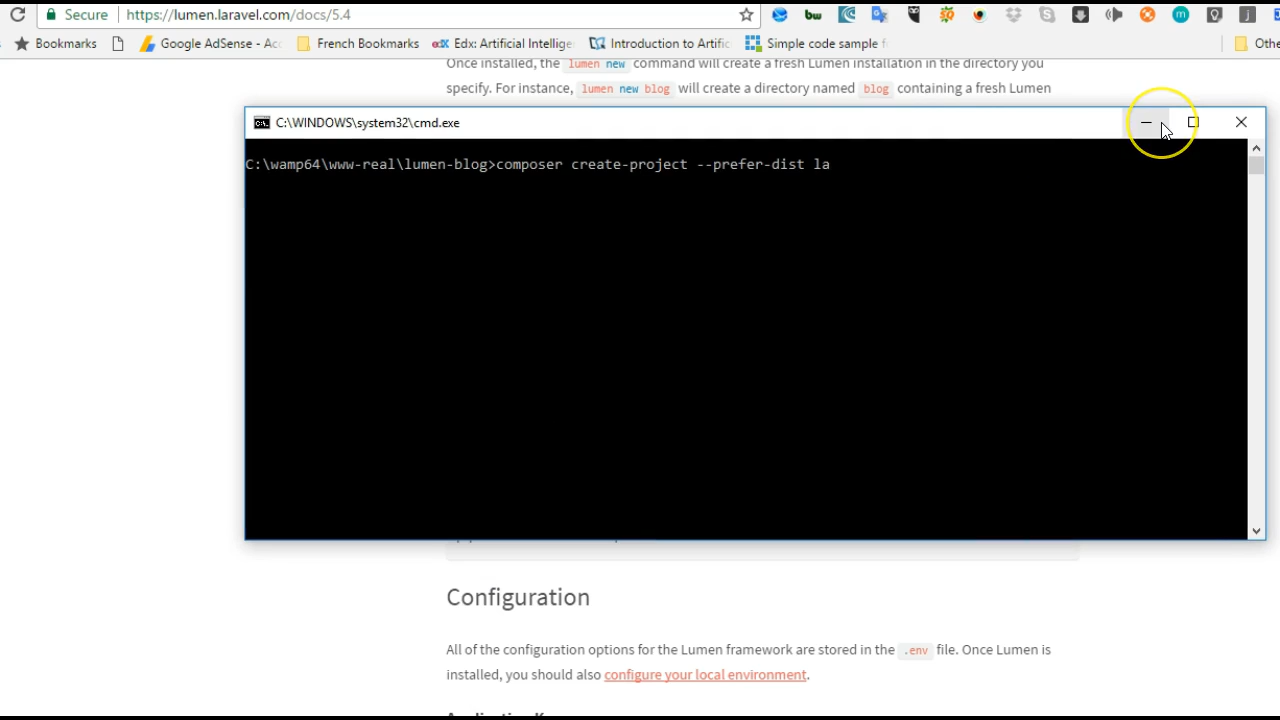 Secure https://lumen.laravel.com/docs/5.4
Bookmarks Google AdSense - Ac French Bookmarks Edx: Artificial Intellige Introduction to Artific Simple code sample f Othe
Once installed, the lumen new command will create a fresh Lumen installation in the directory you
specify. For instance, lumen new blog will create a directory named blog containing a fresh Lumen
C:\WINDOWS\system32\cmd.exe
C:\wamp64\www-real\lumen-blog>composer create-project --prefer-dist la
Configuration
All of the configuration options for the Lumen framework are stored in the .env file. Once Lumen is
installed, you should also configure your local environment.